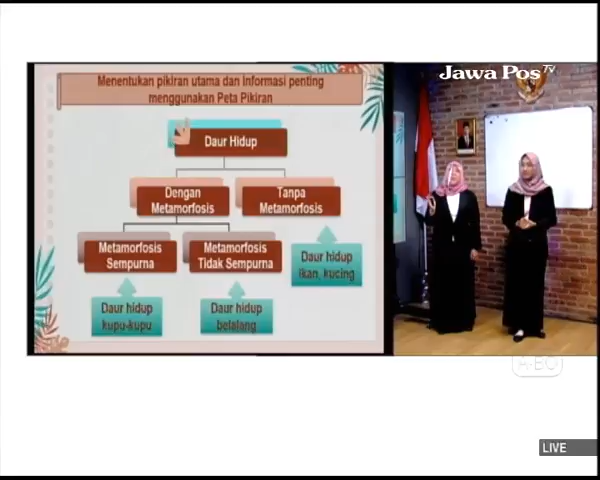 Jawa Pos TV
Menentukan pikiran utama dan informasi penting
menggunakan Peta Pikiran
Daur Hidup
Dengan
Metamorfosis
Tanpa
Metamorfosis
Metamorfosis
Sempurna
Metamorfosis
Tidak Sempurna
Daur hidup
ikan, kucing
Daur hidup
kupu-kupu
Daur hidup
belalang
A-BO
LIVE